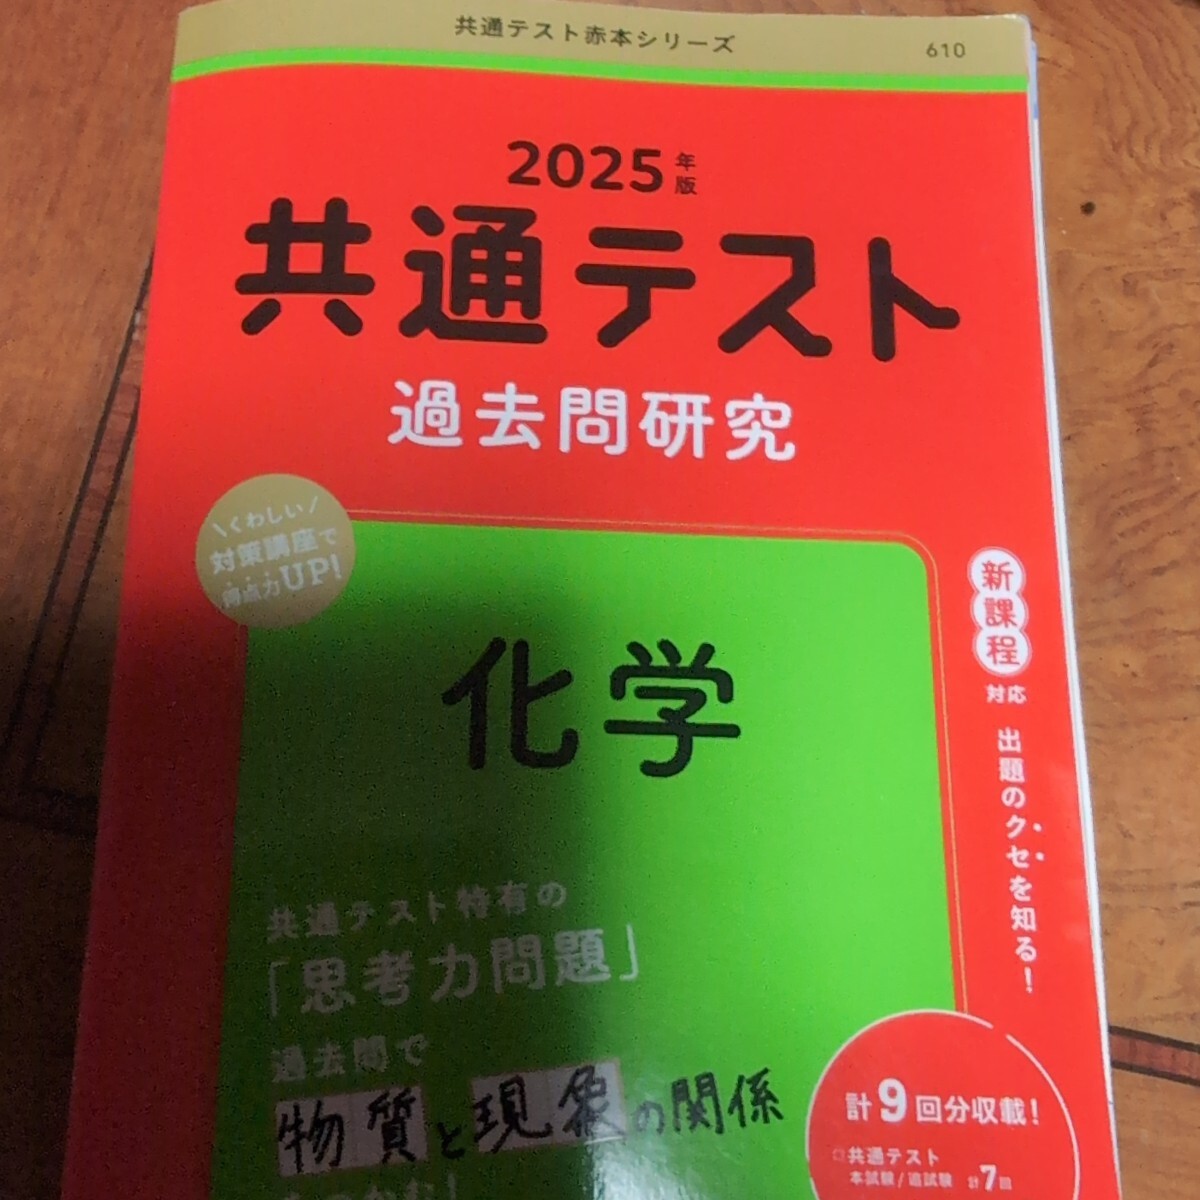 共通テスト赤本シリーズ
610
2025年版
共通テスト
過去問研究
\くわしい/
対策講座で
得点力UP!
化学
新課程
対応
出題のクセを知る!
共通テスト特有の
「思考力問題」
過去問で
物質と現象の関係
をつかむ!
計9回分収載!
□共通テスト
本試験/追試験 計7回